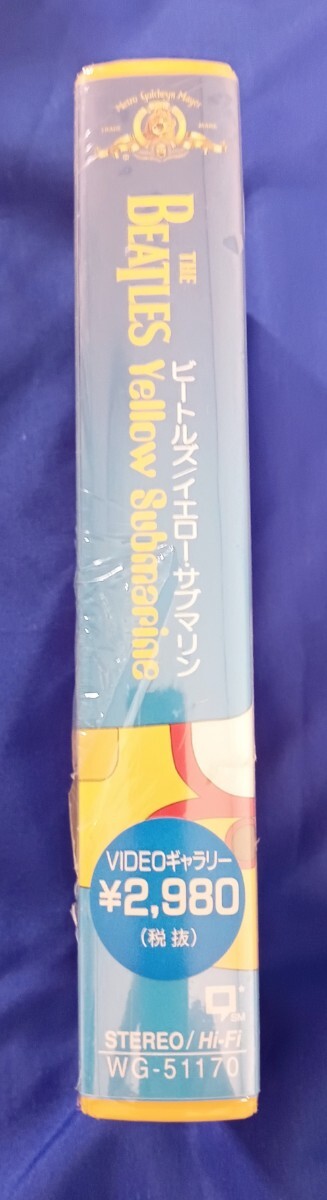 Metro Goldwyn Mayer
TRADE MARK
THE
BEATLES Yellow Submarine
ビートルズ/イエロー・サブマリン
VIDEOギャラリー
¥2,980
(税抜)
STEREO/Hi-Fi
WG-51170